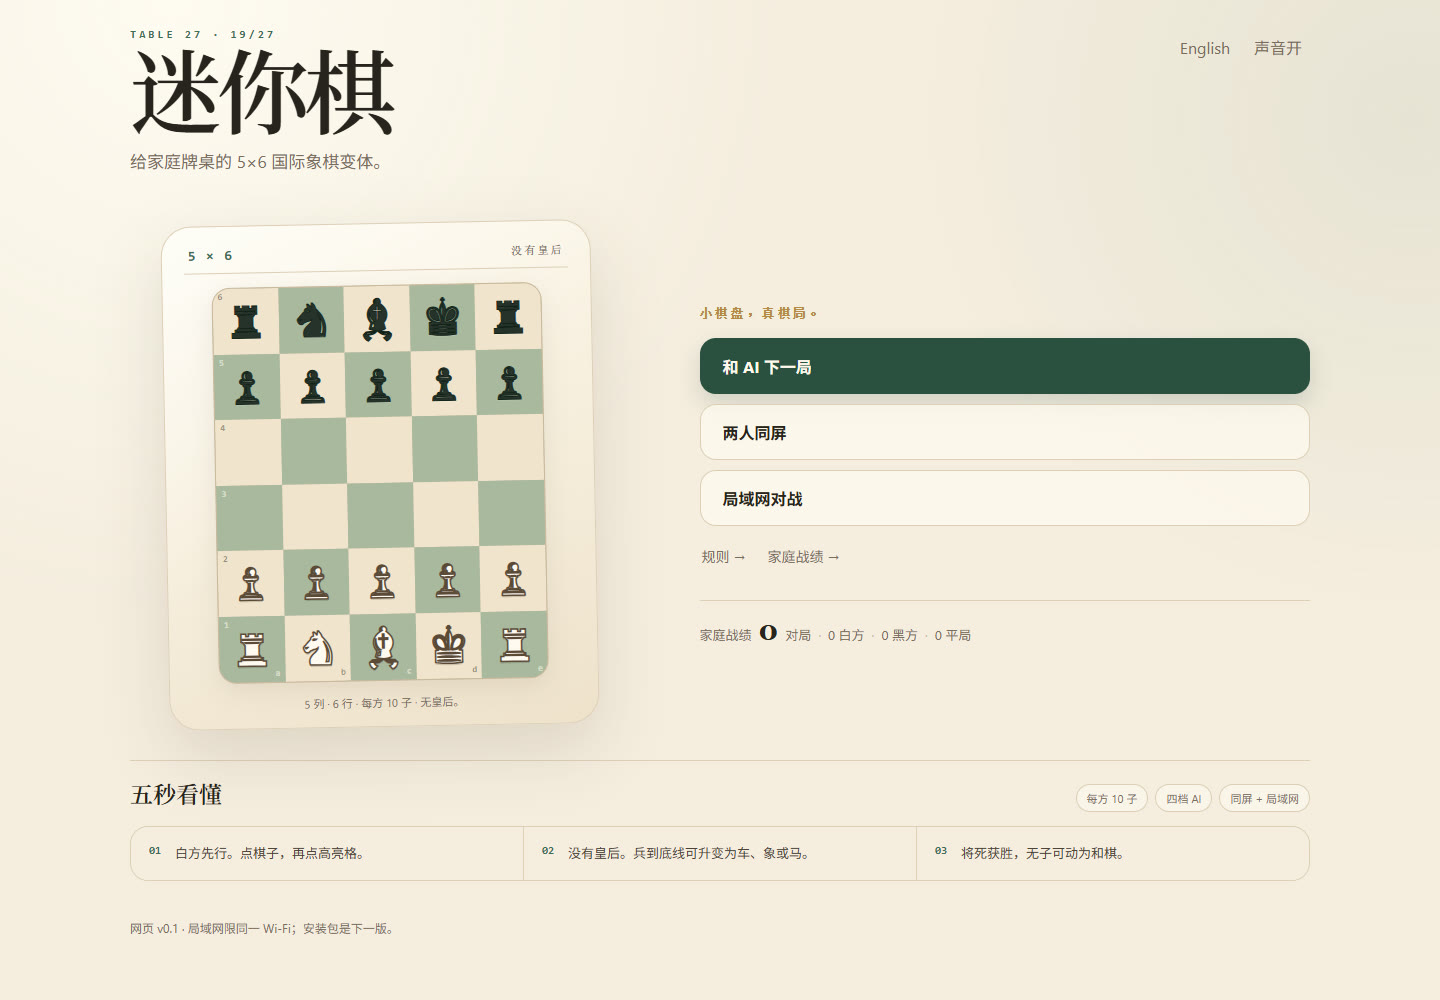 TABLE 27 · 19/27
迷你棋
给家庭牌桌的 5×6 国际象棋变体。
English 声音开
5 × 6 没有皇后
6
5
4
3
2
1
a b c d e
5 列 · 6 行 · 每方 10 子 · 无皇后。
小棋盘，真棋局。
和 AI 下一局
两人同屏
局域网对战
规则 → 家庭战绩 →
家庭战绩 0 对局 · 0 白方 · 0 黑方 · 0 平局
五秒看懂
每方 10 子 四档 AI 同屏 + 局域网
01 白方先行。点棋子，再点高亮格。
02 没有皇后。兵到底线可升变为车、象或马。
03 将死获胜，无子可动为和棋。
网页 v0.1 · 局域网限同一 Wi-Fi；安装包是下一版。